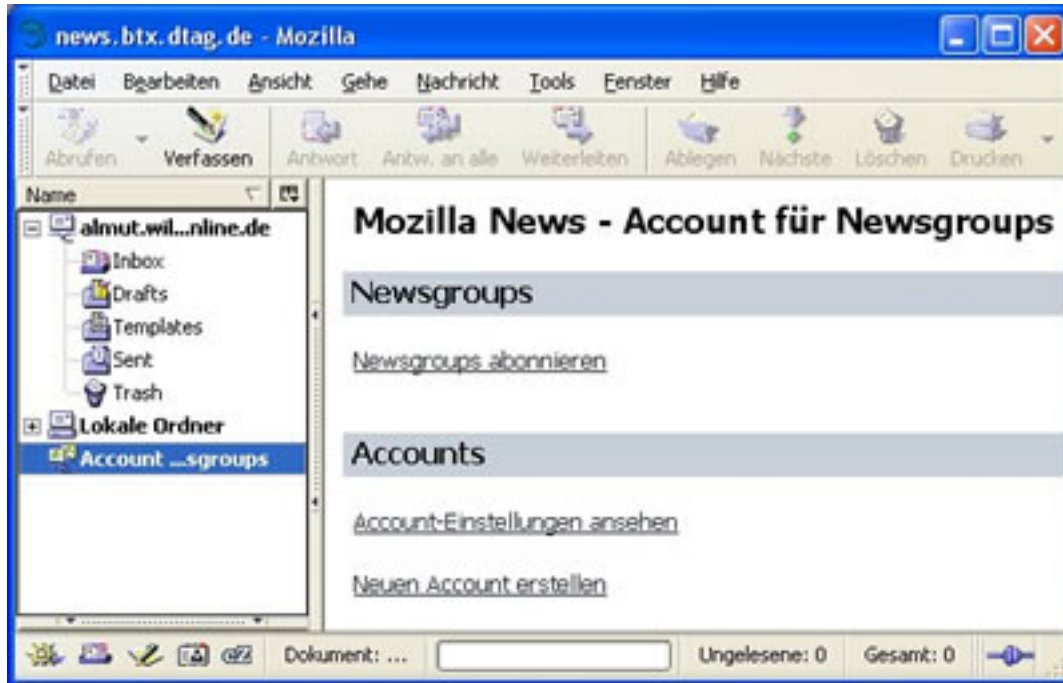 news.btx.dtag.de - Mozilla
Datei Bearbeiten Ansicht Gehe Nachricht Tools Fenster Hilfe
Abrufen Verfassen Antwort Antw. an alle Weiterleiten Ablegen Nächste Löschen Drucken
Name
almut.wil...nline.de
Inbox
Drafts
Templates
Sent
Trash
Lokale Ordner
Account ...sgroups
Mozilla News - Account für Newsgroups
Newsgroups
Newsgroups abonnieren
Accounts
Account-Einstellungen ansehen
Neuen Account erstellen
Dokument: ... Ungelesene: 0 Gesamt: 0